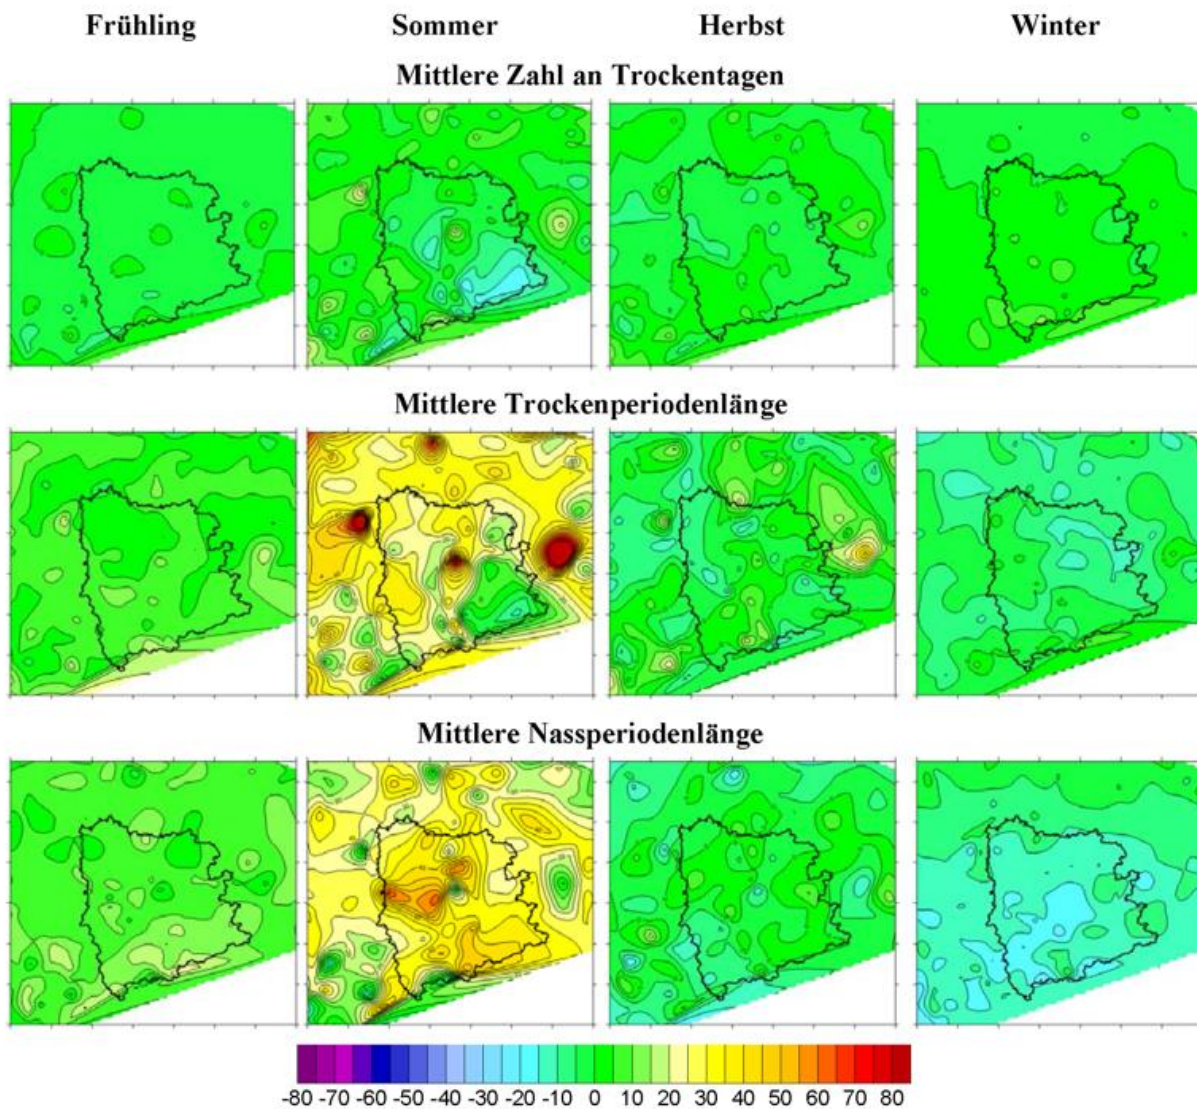 Frühling Sommer Herbst Winter
Mittlere Zahl an Trockentagen
Mittlere Trockenperiodenlänge
Mittlere Nassperiodenlänge
-80 -70 -60 -50 -40 -30 -20 -10 0 10 20 30 40 50 60 70 80